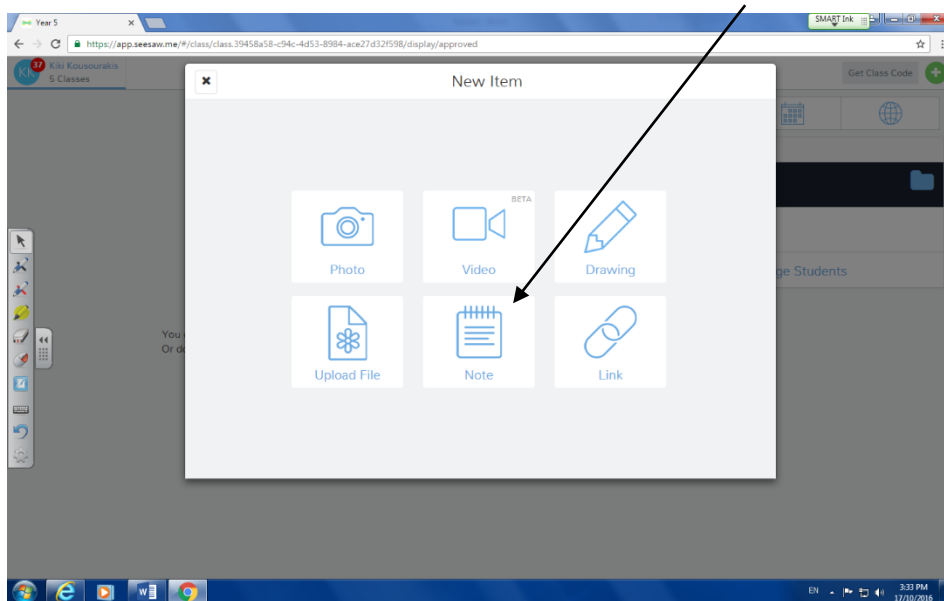 Year 5
SMART Ink
https://app.seesaw.me/#/class/class.39458a58-c94c-4d53-8984-ace27d32f598/display/approved
KK 37 Kiki Kousourakis
5 Classes
Get Class Code
New Item
BETA
Photo Video Drawing
ge Students
You
Or do
Upload File Note Link
EN 3:33 PM
17/10/2016